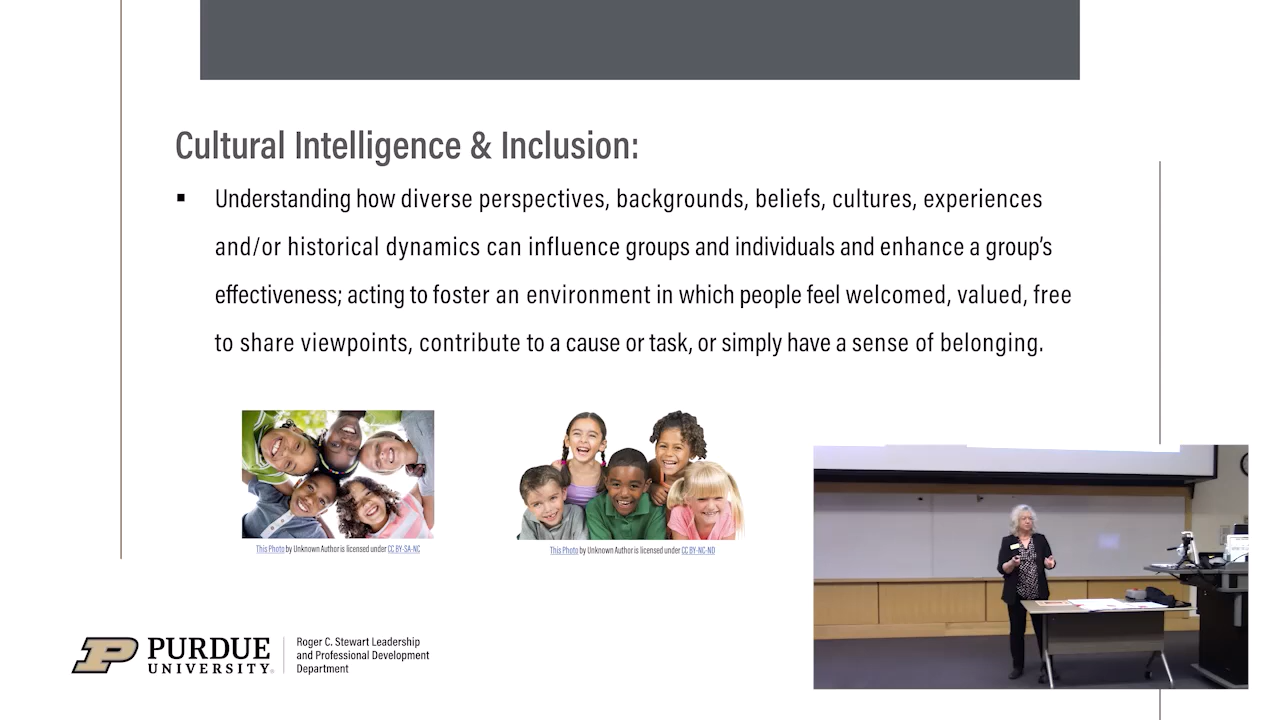 Cultural Intelligence & Inclusion:
▪ Understanding how diverse perspectives, backgrounds, beliefs, cultures, experiences
and/or historical dynamics can influence groups and individuals and enhance a group's
effectiveness; acting to foster an environment in which people feel welcomed, valued, free
to share viewpoints, contribute to a cause or task, or simply have a sense of belonging.
This Photo by Unknown Author is licensed under CC BY-SA-NC
This Photo by Unknown Author is licensed under CC BY-NC-ND
PURDUE
UNIVERSITY®
Roger C. Stewart Leadership
and Professional Development
Department